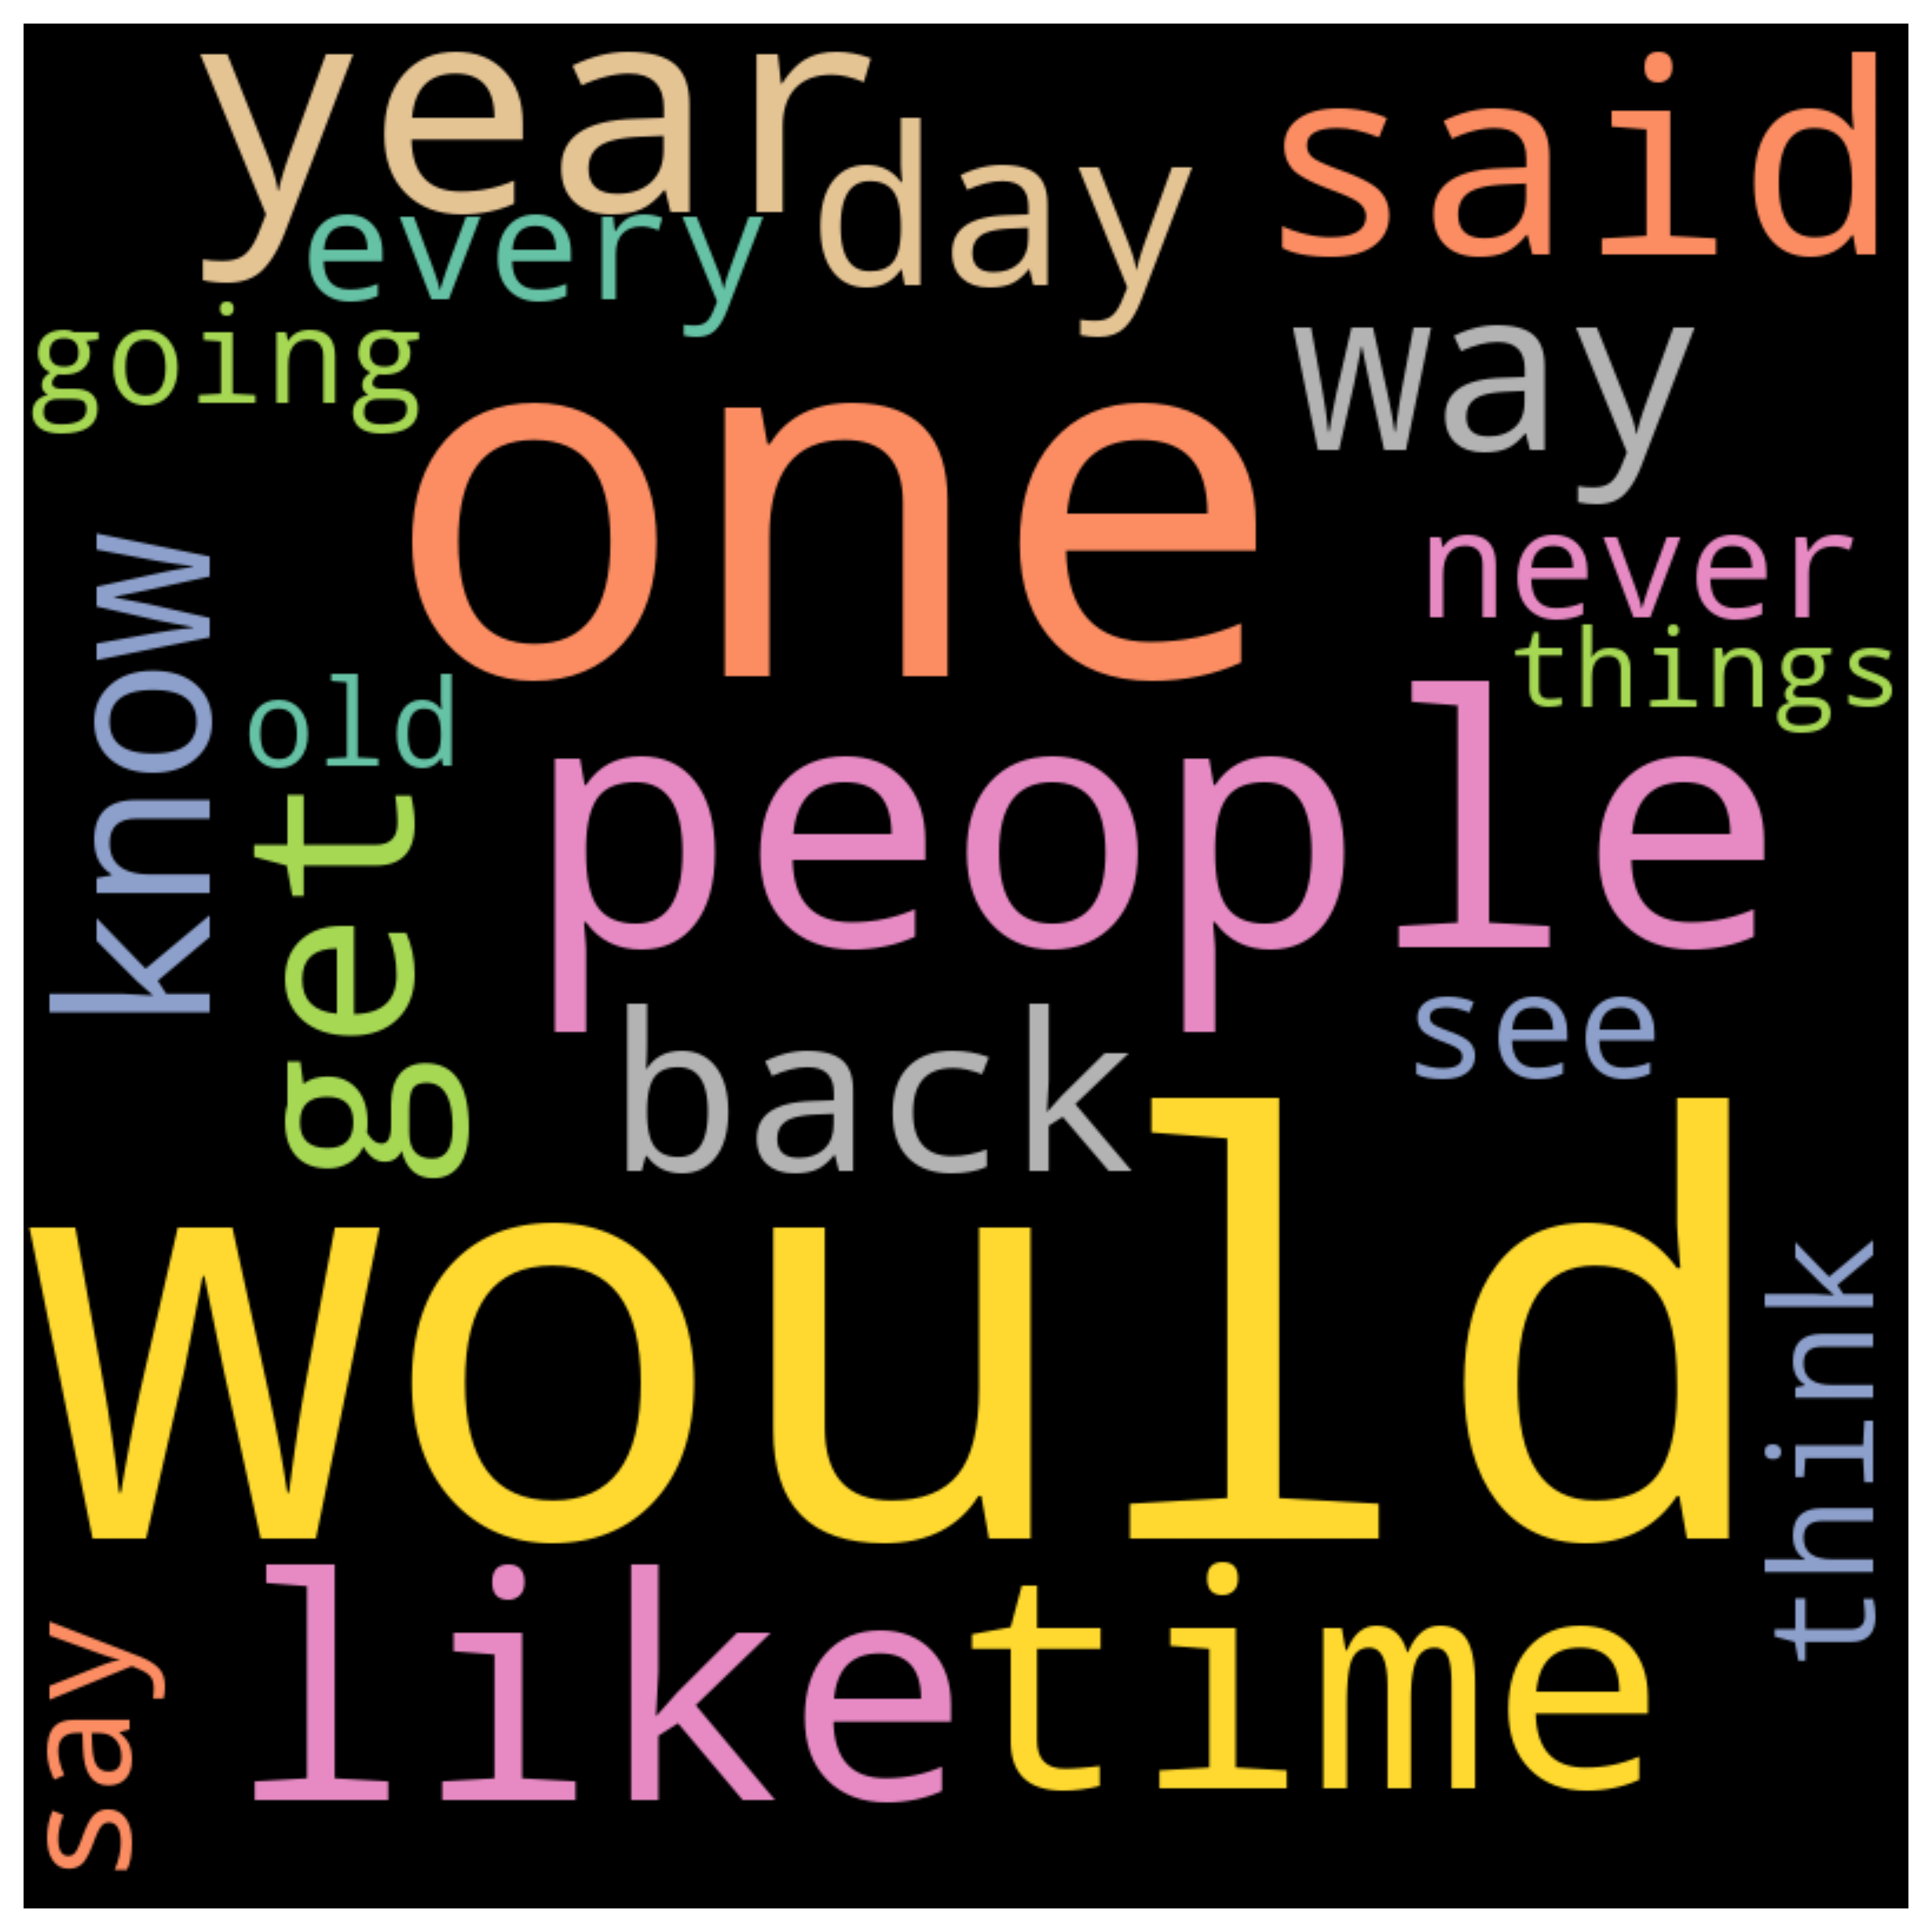 year
said
day
every
going
way
one
never
know
things
old
people
get
see
back
would
think
like
time
say